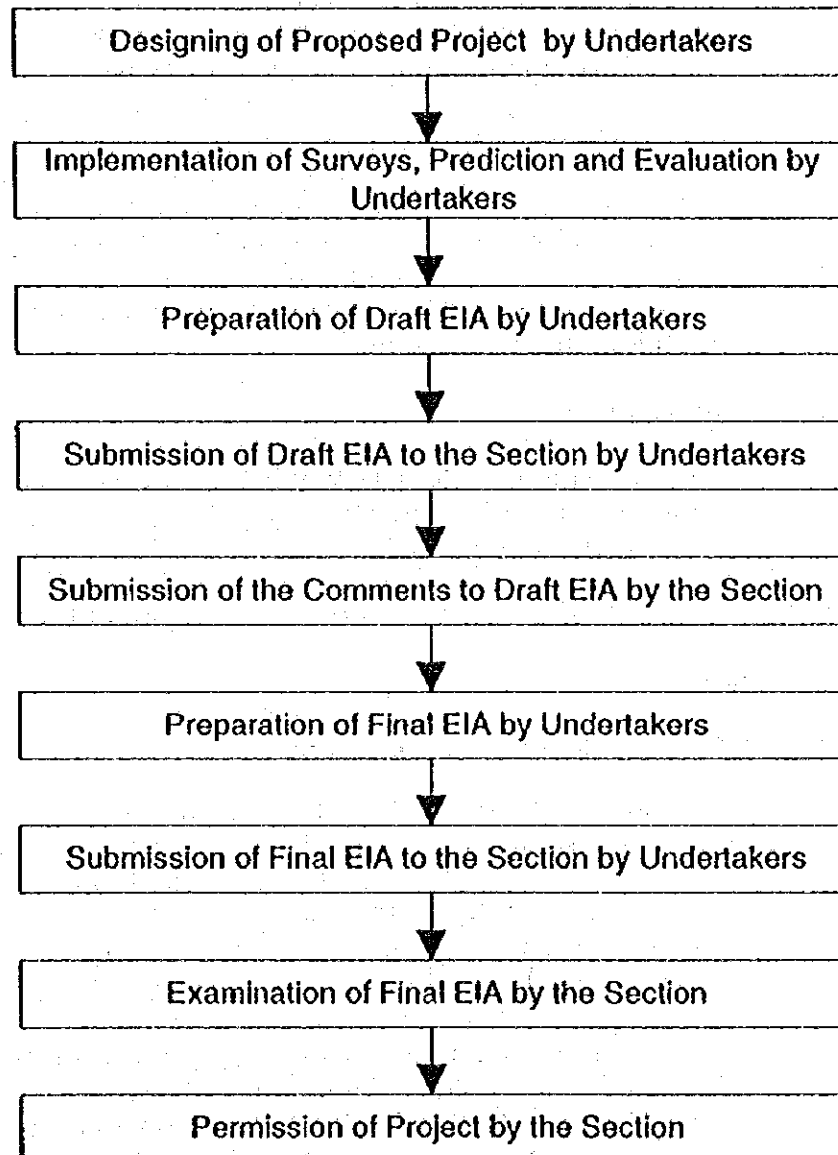 Designing of Proposed Project by Undertakers
Implementation of Surveys, Prediction and Evaluation by
Undertakers
Preparation of Draft EIA by Undertakers
Submission of Draft EIA to the Section by Undertakers
Submission of the Comments to Draft EIA by the Section
Preparation of Final EIA by Undertakers
Submission of Final EIA to the Section by Undertakers
Examination of Final EIA by the Section
Permission of Project by the Section